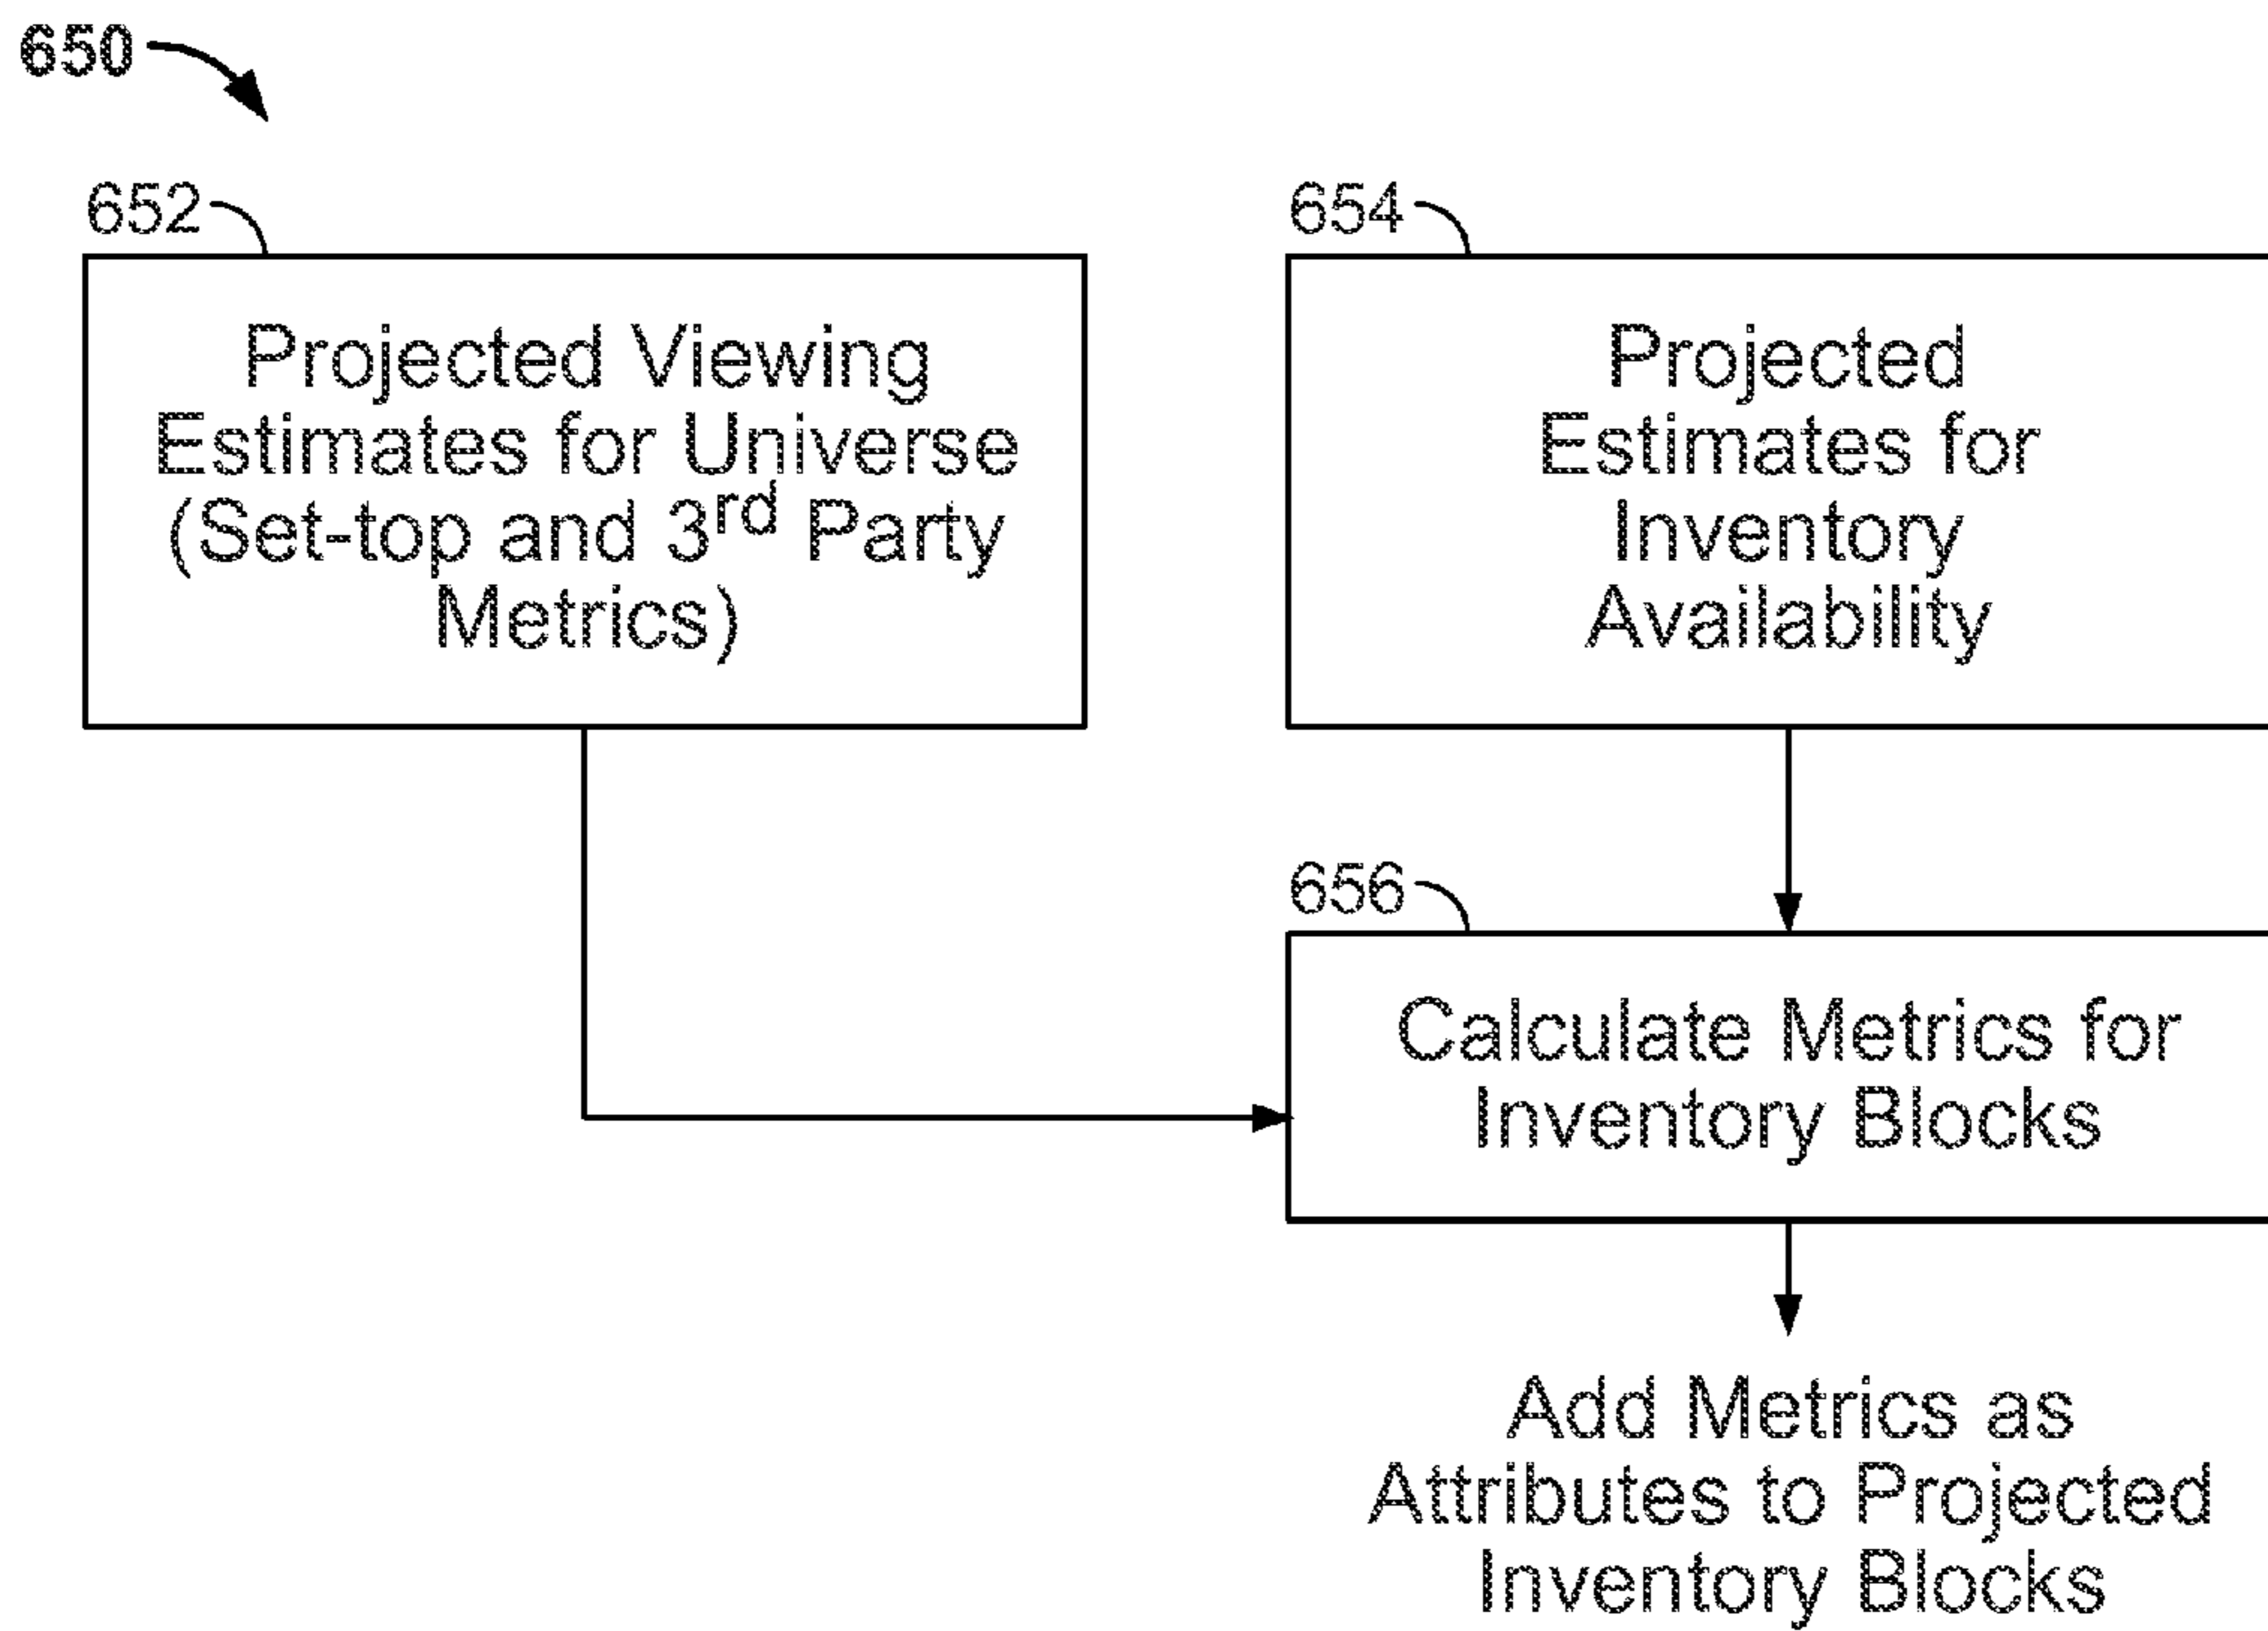 650
652
Projected Viewing
Estimates for Universe
(Set-top and 3rd Party
Metrics)
654
Projected
Estimates for
Inventory
Availability
656
Calculate Metrics for
Inventory Blocks
Add Metrics as
Attributes to Projected
Inventory Blocks